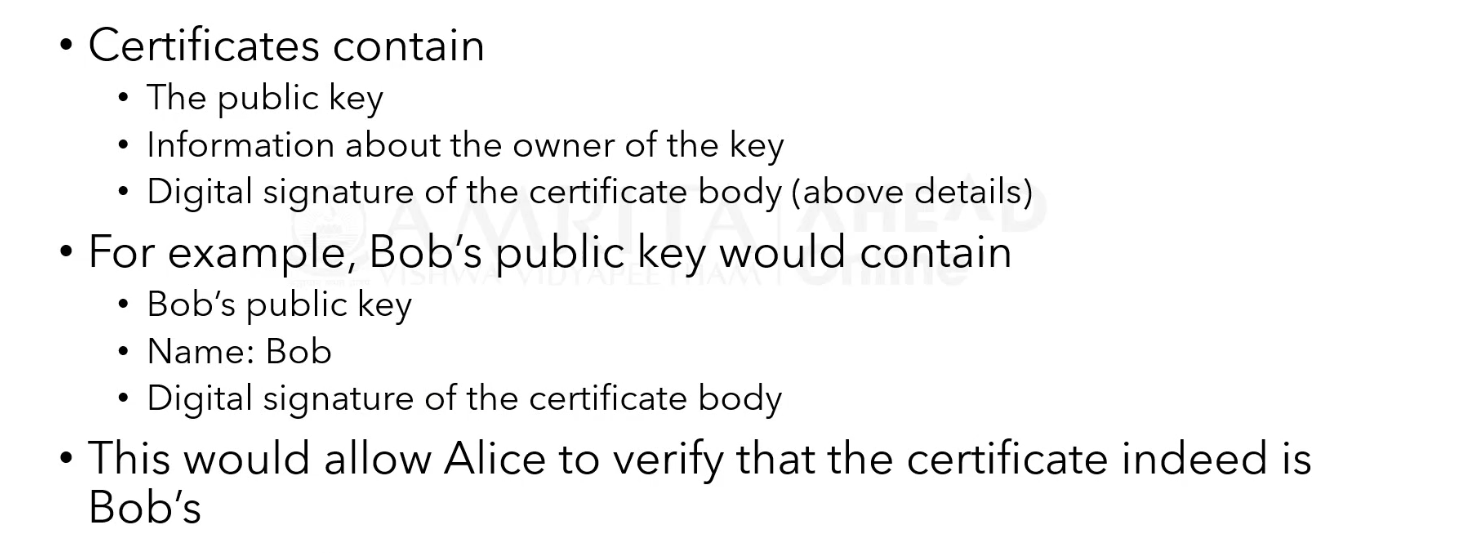 • Certificates contain
• The public key
• Information about the owner of the key
• Digital signature of the certificate body (above details)
• For example, Bob’s public key would contain
• Bob’s public key
• Name: Bob
• Digital signature of the certificate body
• This would allow Alice to verify that the certificate indeed is
Bob’s
AMRITA
VISHWA VIDYAPEETHAM
AHEAD
Online